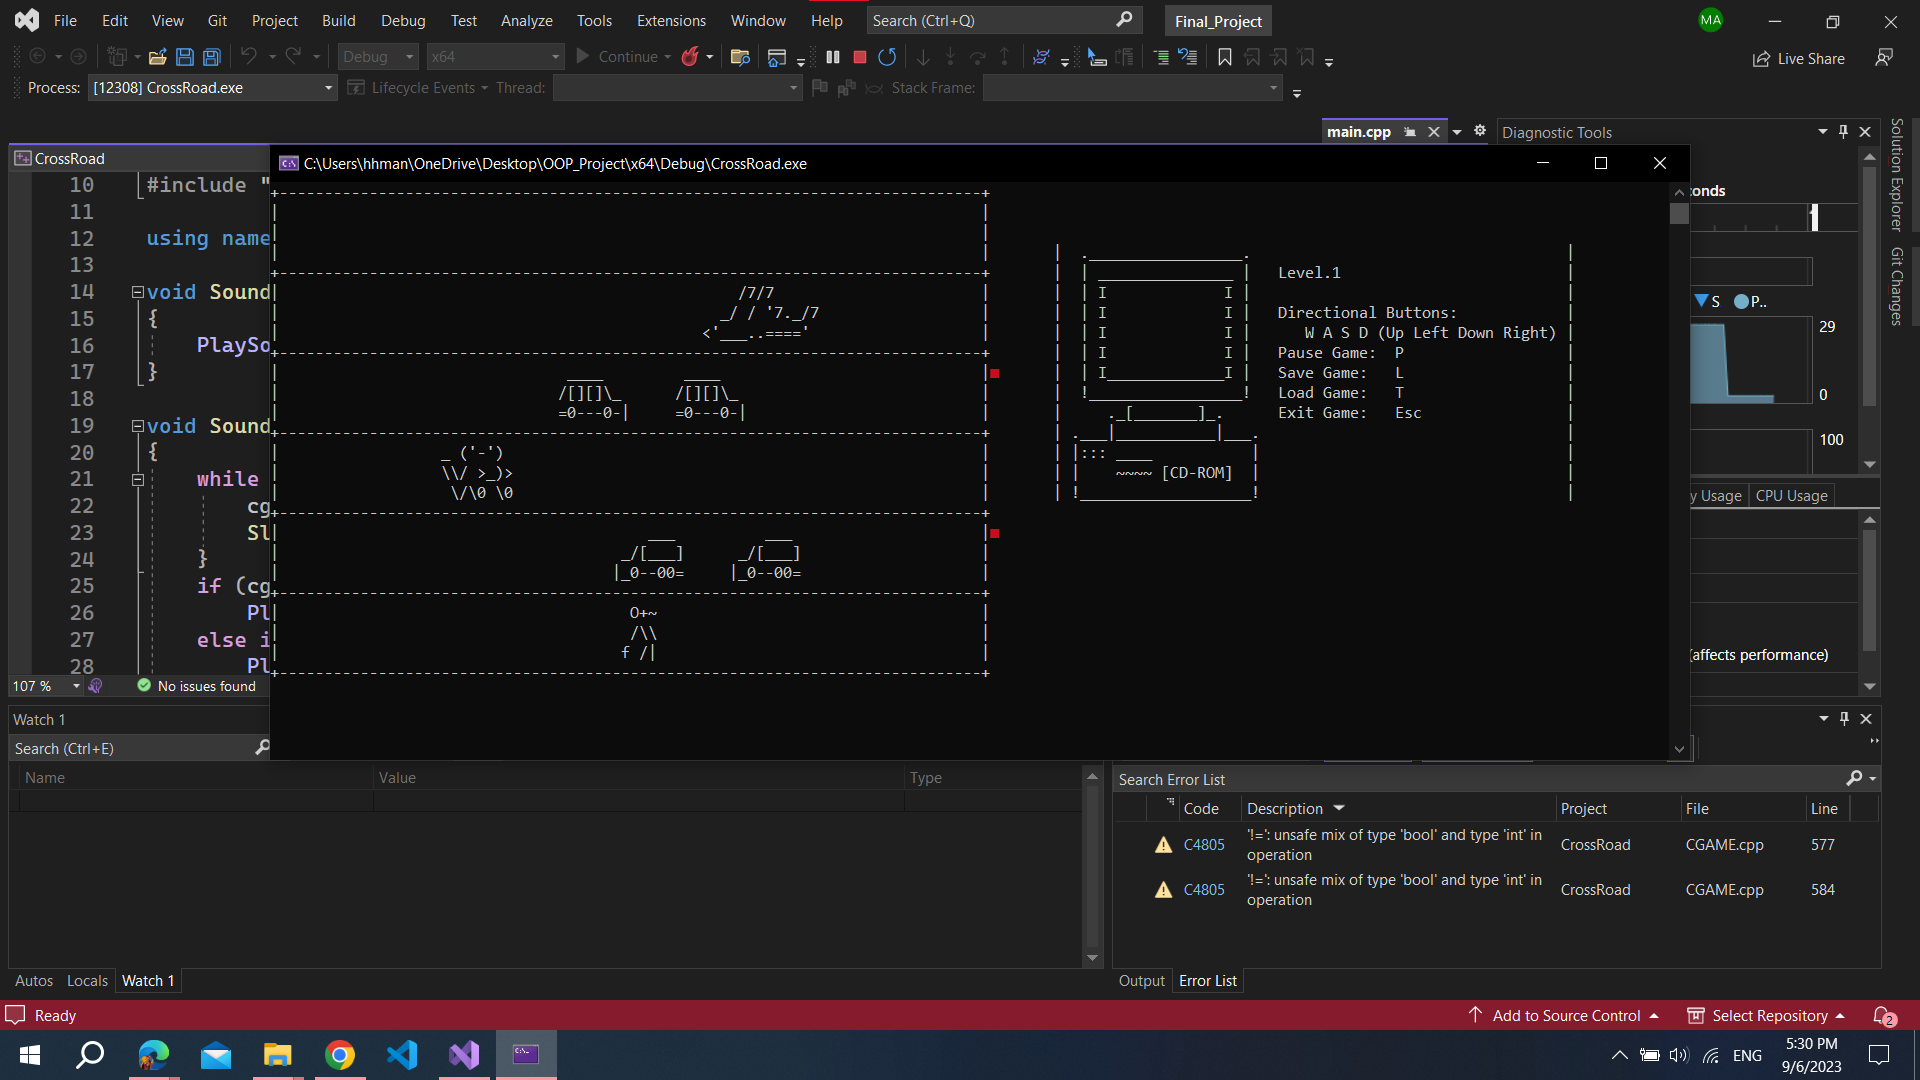 File Edit View Git Project Build Debug Test Analyze Tools Extensions Window Help Search (Ctrl+Q) Final_Project MA
Debug x64 Continue Live Share
Process: [12308] CrossRoad.exe Lifecycle Events Thread: Stack Frame:
main.cpp Diagnostic Tools
CrossRoad
C:\Users\hhman\OneDrive\Desktop\OOP_Project\x64\Debug\CrossRoad.exe
Solution Explorer
Git Changes
10 #include "
11
12 using name
13
14 void Sound
15 {
16 PlaySo
17 }
18
19 void Sound
20 {
21 while
22 cg
23 Sl
24 }
25 if (cg
26 Pl
27 else i
28 Pl
+------------------------------------------------------------------------------+
/7/7
_/ / '7._/7
<'___..===='
____ ____
/[][]\_ /[][]\_
=0---0-| =0---0-|
_ ('-')
\\/ >_)>
\/\0 \0
___ ___
_/[___] _/[___]
|_0--00= |_0--00=
O+~
/\\
f /|
Level.1
Directional Buttons:
W A S D (Up Left Down Right)
Pause Game: P
Save Game: L
Load Game: T
Exit Game: Esc
._[_______]_.
.___|___________|___.
|::: ____
~~~~ [CD-ROM]
!___________________!
onds
S P..
29
0
100
y Usage CPU Usage
(affects performance)
107 % No issues found
Watch 1
Search (Ctrl+E)
Name Value Type
Autos Locals Watch 1
Search Error List
Code Description Project File Line
C4805 '!=': unsafe mix of type 'bool' and type 'int' in operation CrossRoad CGAME.cpp 577
C4805 '!=': unsafe mix of type 'bool' and type 'int' in operation CrossRoad CGAME.cpp 584
Output Error List
Ready Add to Source Control Select Repository 2
ENG 5:30 PM
9/6/2023